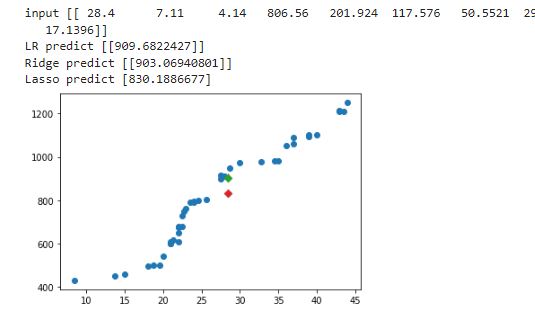 input [[ 28.4 7.11 4.14 806.56 201.924 117.576 50.5521 29
17.1396]]
LR predict [[909.6822427]]
Ridge predict [[903.06940801]]
Lasso predict [830.1886677]
1200
1000
800
600
400
10 15 20 25 30 35 40 45